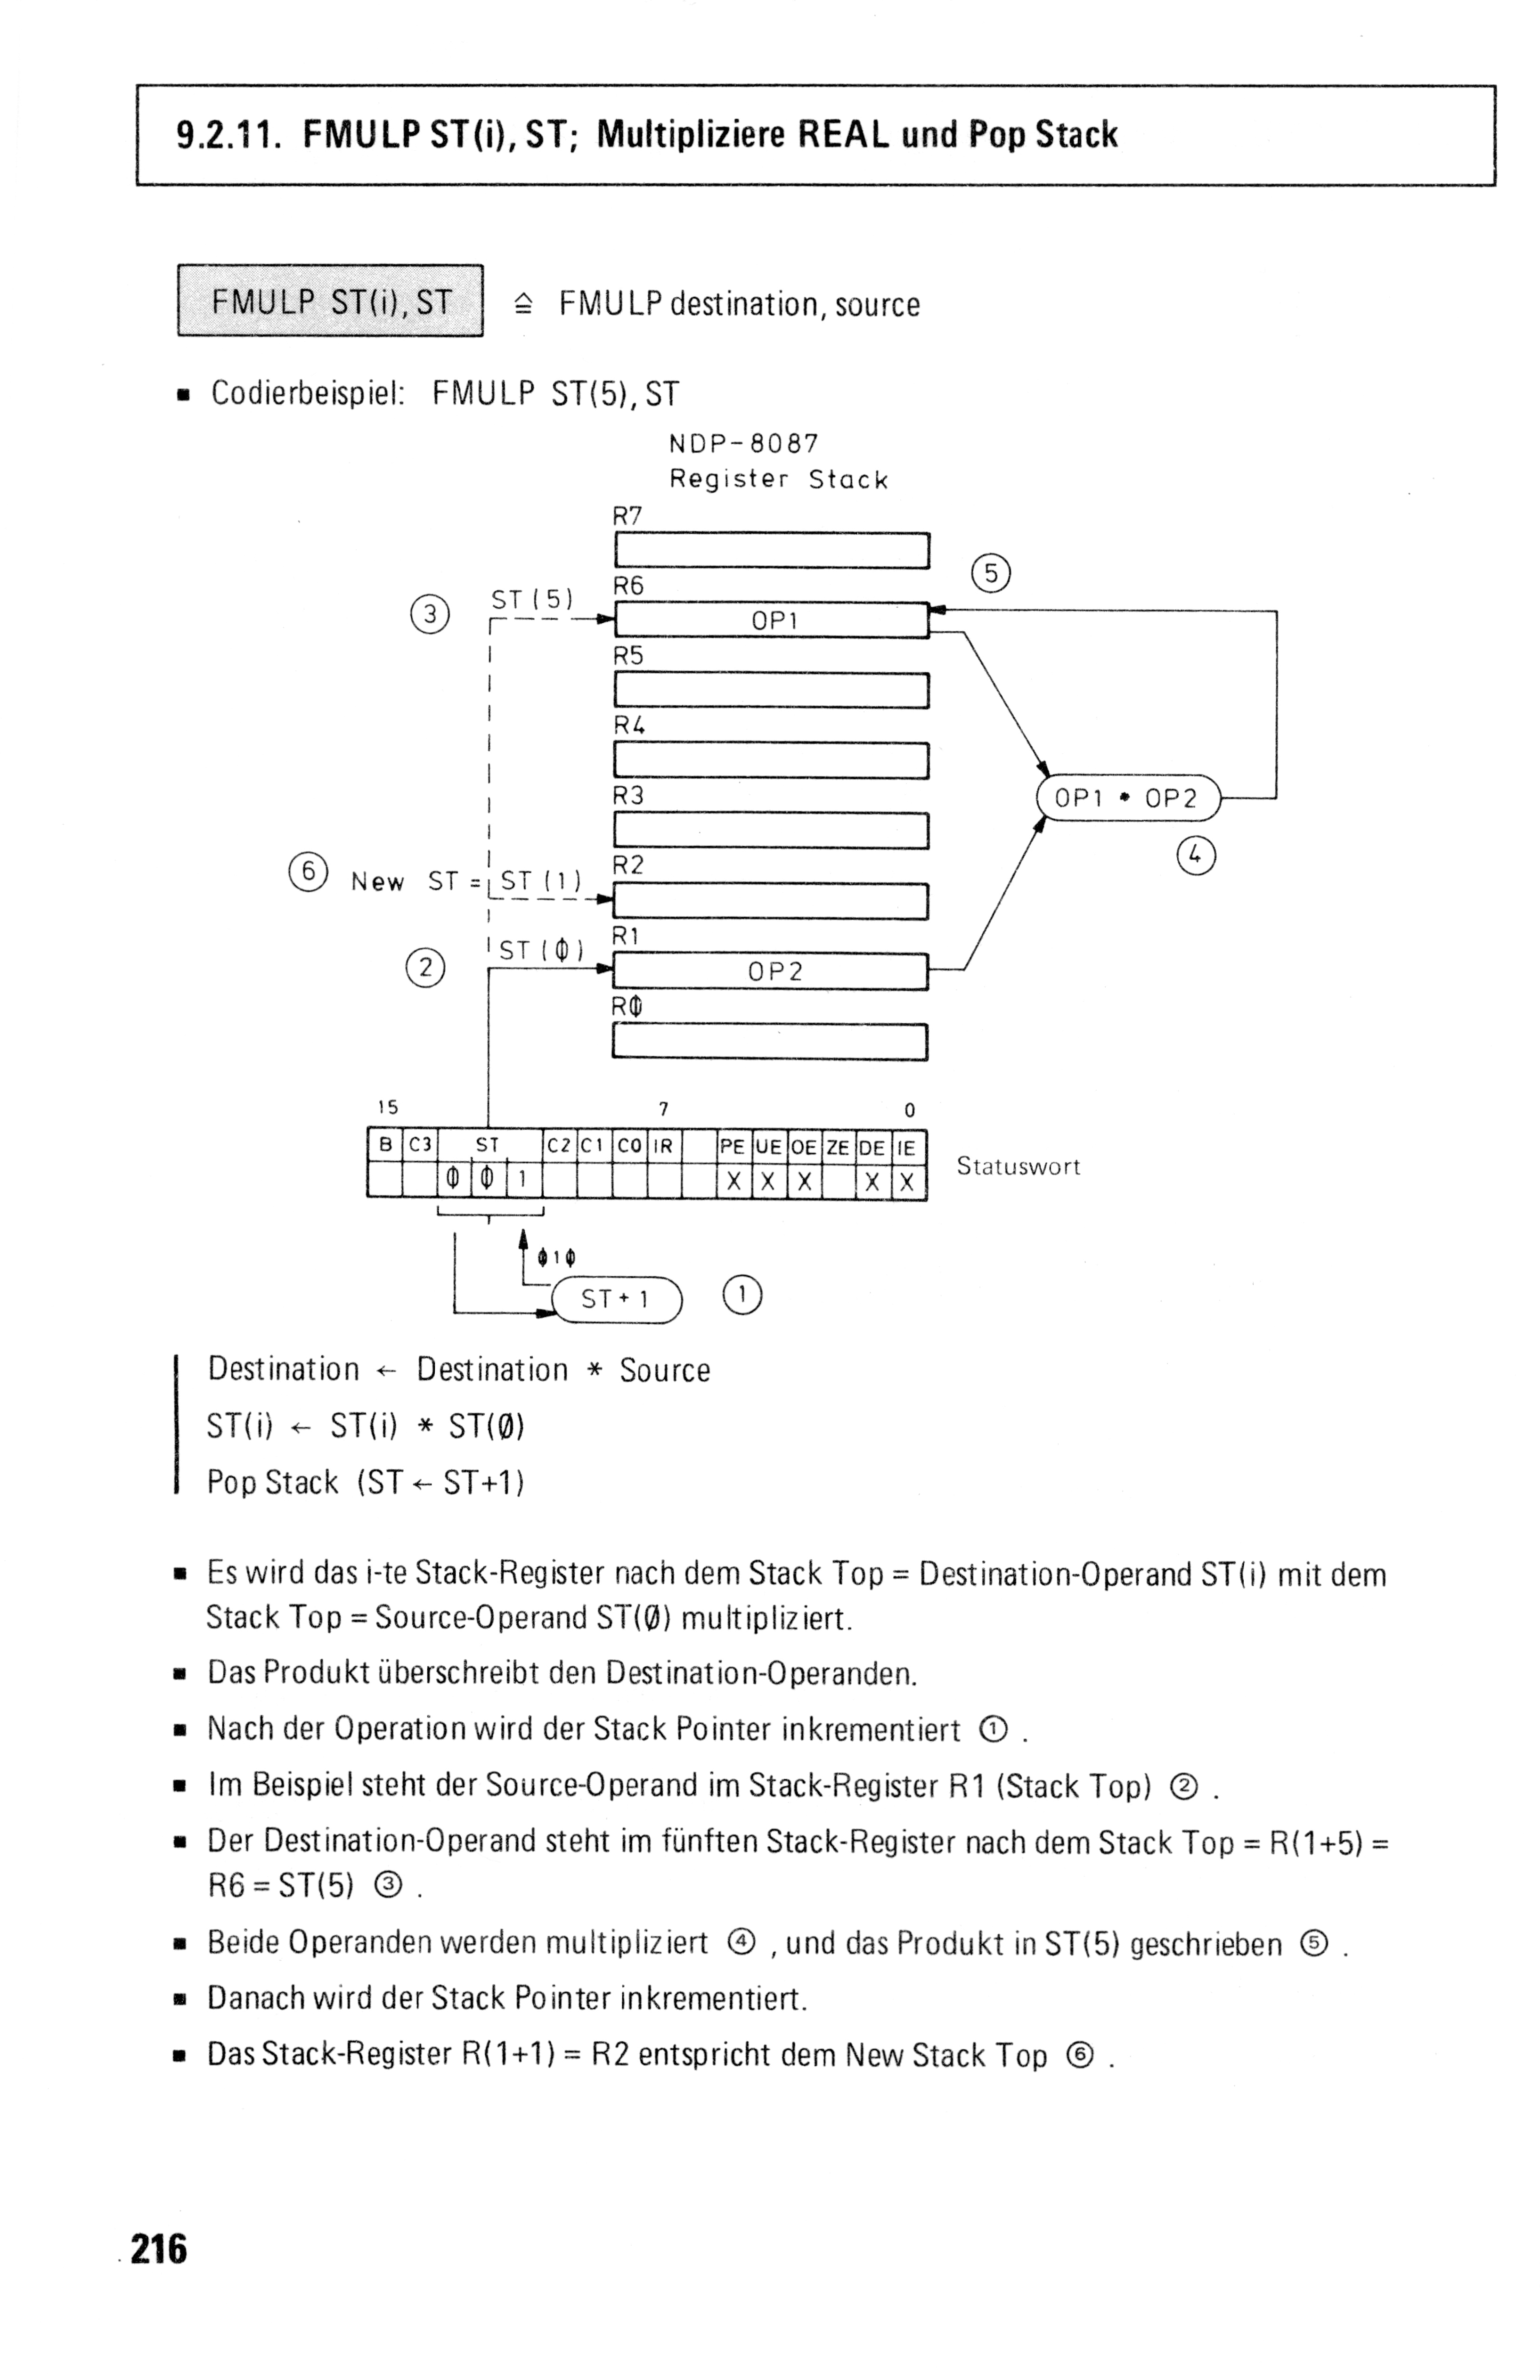 9.2.11. FMULP ST(i), ST; Multipliziere REAL und Pop Stack
FMULP ST(i), ST ≙ FMULP destination, source
▪ Codierbeispiel: FMULP ST(5), ST
NDP-8087
Register Stack
R7
⑤
R6
③ ST(5)
OP1
R5
R4
R3
OP1 • OP2
④
R2
⑥ New ST = ST(1)
R1
② ST(0)
OP2
R0
15 7 0
B C3 ST C2 C1 C0 IR PE UE OE ZE DE IE
0 0 1 X X X X X
Statuswort
010
ST+1 ①
Destination ← Destination * Source
ST(i) ← ST(i) * ST(Ø)
Pop Stack (ST ← ST+1)
▪ Es wird das i-te Stack-Register nach dem Stack Top = Destination-Operand ST(i) mit dem
Stack Top = Source-Operand ST(Ø) multipliziert.
▪ Das Produkt überschreibt den Destination-Operanden.
▪ Nach der Operation wird der Stack Pointer inkrementiert ① .
▪ Im Beispiel steht der Source-Operand im Stack-Register R1 (Stack Top) ② .
▪ Der Destination-Operand steht im fünften Stack-Register nach dem Stack Top = R(1+5) =
R6 = ST(5) ③ .
▪ Beide Operanden werden multipliziert ④ , und das Produkt in ST(5) geschrieben ⑤ .
▪ Danach wird der Stack Pointer inkrementiert.
▪ Das Stack-Register R(1+1) = R2 entspricht dem New Stack Top ⑥ .
216